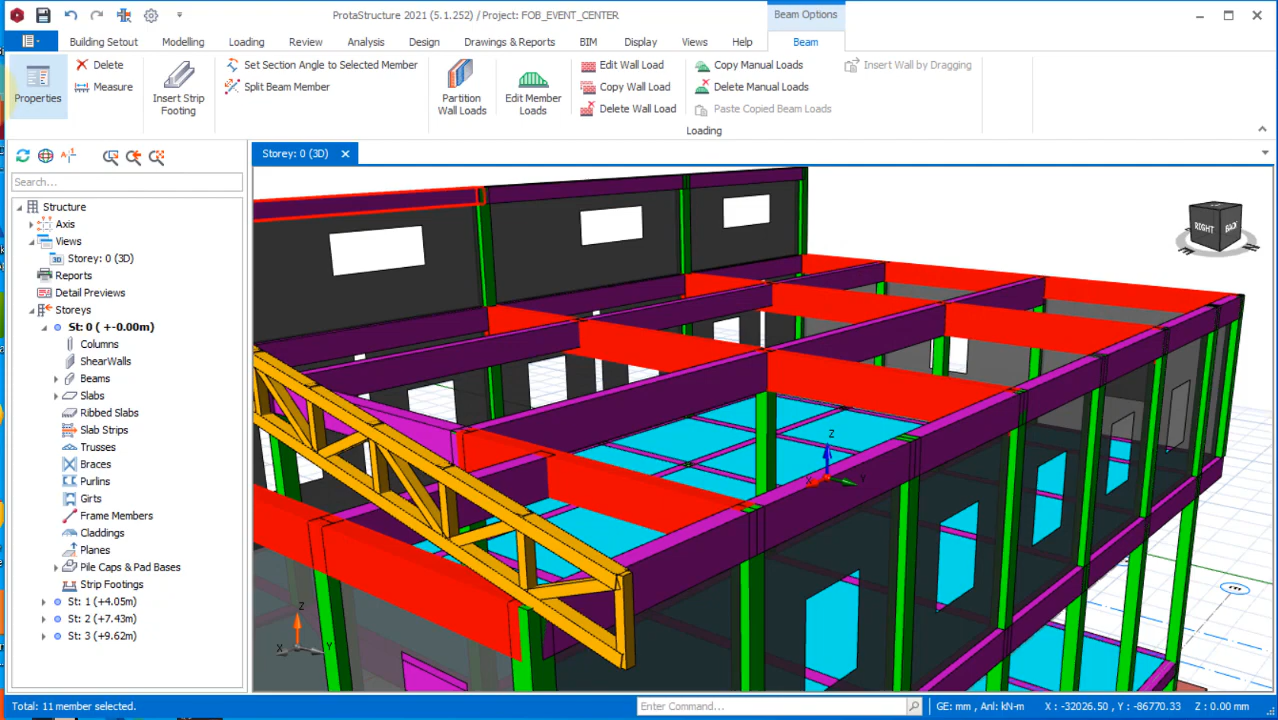 ProtaStructure 2021 (5.1.252) / Project: FOB_EVENT_CENTER
Beam Options
Building Setout Modelling Loading Review Analysis Design Drawings & Reports BIM Display Views Help Beam
Properties
Delete
Measure
Insert Strip
Footing
Set Section Angle to Selected Member
Split Beam Member
Partition
Wall Loads
Edit Member
Loads
Edit Wall Load
Copy Wall Load
Delete Wall Load
Copy Manual Loads
Delete Manual Loads
Paste Copied Beam Loads
Insert Wall by Dragging
Loading
Storey: 0 (3D)
Search...
Structure
Axis
Views
Storey: 0 (3D)
Reports
Detail Previews
Storeys
St: 0 ( +-0.00m)
Columns
ShearWalls
Beams
Slabs
Ribbed Slabs
Slab Strips
Trusses
Braces
Purlins
Girts
Frame Members
Claddings
Planes
Pile Caps & Pad Bases
Strip Footings
St: 1 (+4.05m)
St: 2 (+7.43m)
St: 3 (+9.62m)
RIGHT BACK
Z
X Y
Z
X Y
Total: 11 member selected.
Enter Command...
GE: mm, Anl: kN-m
X : -32026.50 , Y : -86770.33
Z : 0.00 mm